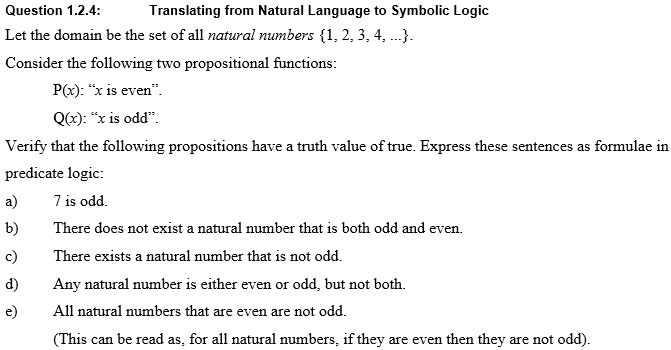 Question 1.2.4: Translating from Natural Language to Symbolic Logic
Let the domain be the set of all natural numbers {1, 2, 3, 4, ...}.
Consider the following two propositional functions:
P(x): “x is even”.
Q(x): “x is odd”.
Verify that the following propositions have a truth value of true. Express these sentences as formulae in
predicate logic:
a) 7 is odd.
b) There does not exist a natural number that is both odd and even.
c) There exists a natural number that is not odd.
d) Any natural number is either even or odd, but not both.
e) All natural numbers that are even are not odd.
(This can be read as, for all natural numbers, if they are even then they are not odd).